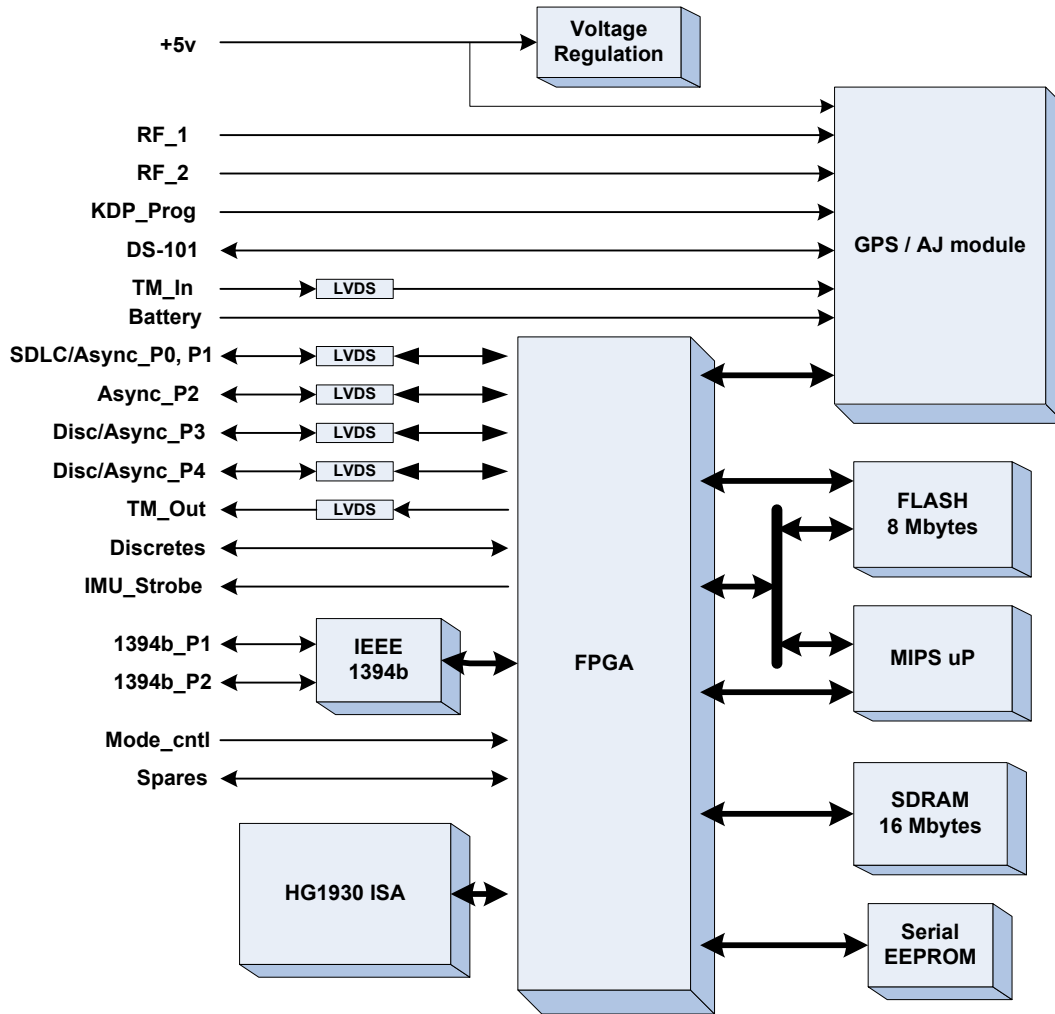 +5v
Voltage
Regulation
RF_1
RF_2
KDP_Prog
DS-101
TM_In
LVDS
Battery
GPS / AJ module
SDLC/Async_P0, P1
LVDS
Async_P2
LVDS
Disc/Async_P3
LVDS
Disc/Async_P4
LVDS
TM_Out
LVDS
Discretes
IMU_Strobe
1394b_P1
1394b_P2
IEEE
1394b
Mode_cntl
Spares
HG1930 ISA
FPGA
FLASH
8 Mbytes
MIPS uP
SDRAM
16 Mbytes
Serial
EEPROM